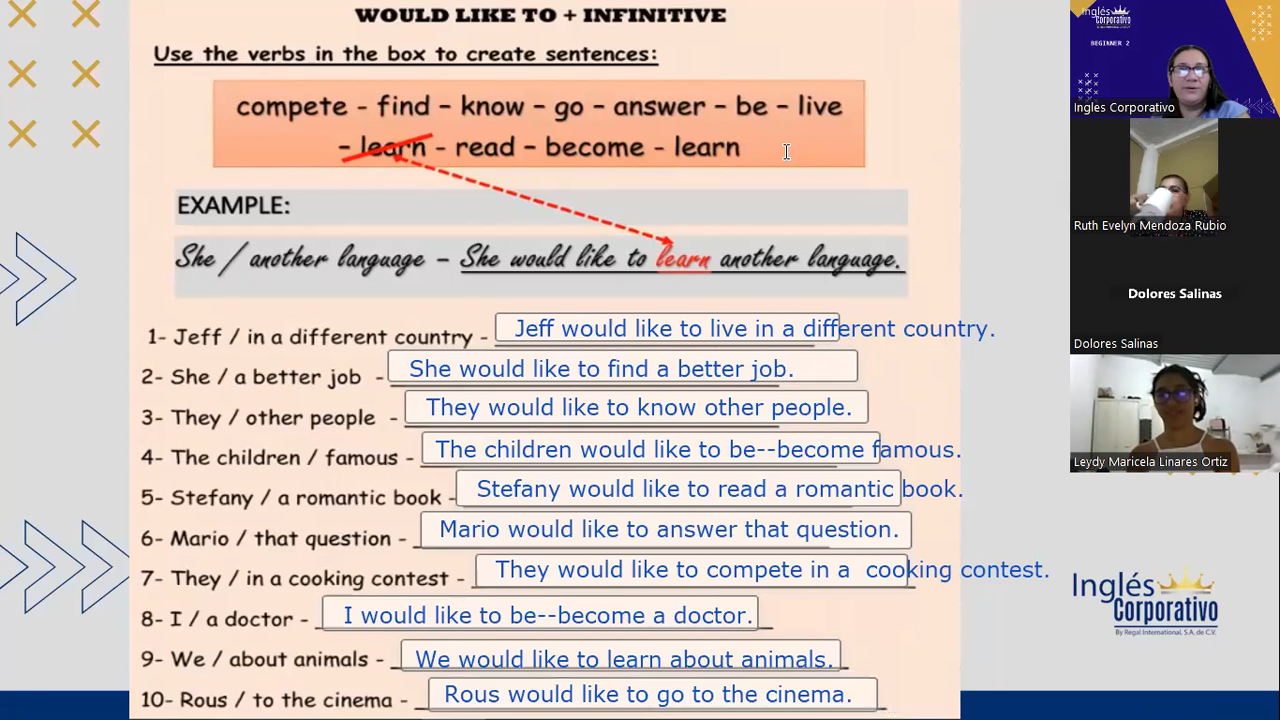 WOULD LIKE TO + INFINITIVE
Use the verbs in the box to create sentences:
compete - find – know – go – answer – be – live
– learn - read – become - learn
EXAMPLE:
She / another language – She would like to learn another language.
1- Jeff / in a different country - Jeff would like to live in a different country.
2- She / a better job - She would like to find a better job.
3- They / other people - They would like to know other people.
4- The children / famous - The children would like to be--become famous.
5- Stefany / a romantic book - Stefany would like to read a romantic book.
6- Mario / that question - Mario would like to answer that question.
7- They / in a cooking contest - They would like to compete in a cooking contest.
8- I / a doctor - I would like to be--become a doctor.
9- We / about animals - We would like to learn about animals.
10- Rous / to the cinema - Rous would like to go to the cinema.
Inglés
Corporativo
BEGINNER 2
Ingles Corporativo
Ruth Evelyn Mendoza Rubio
Dolores Salinas
Dolores Salinas
Leydy Maricela Linares Ortiz
Inglés
Corporativo
By Regal International, S.A. de C.V.